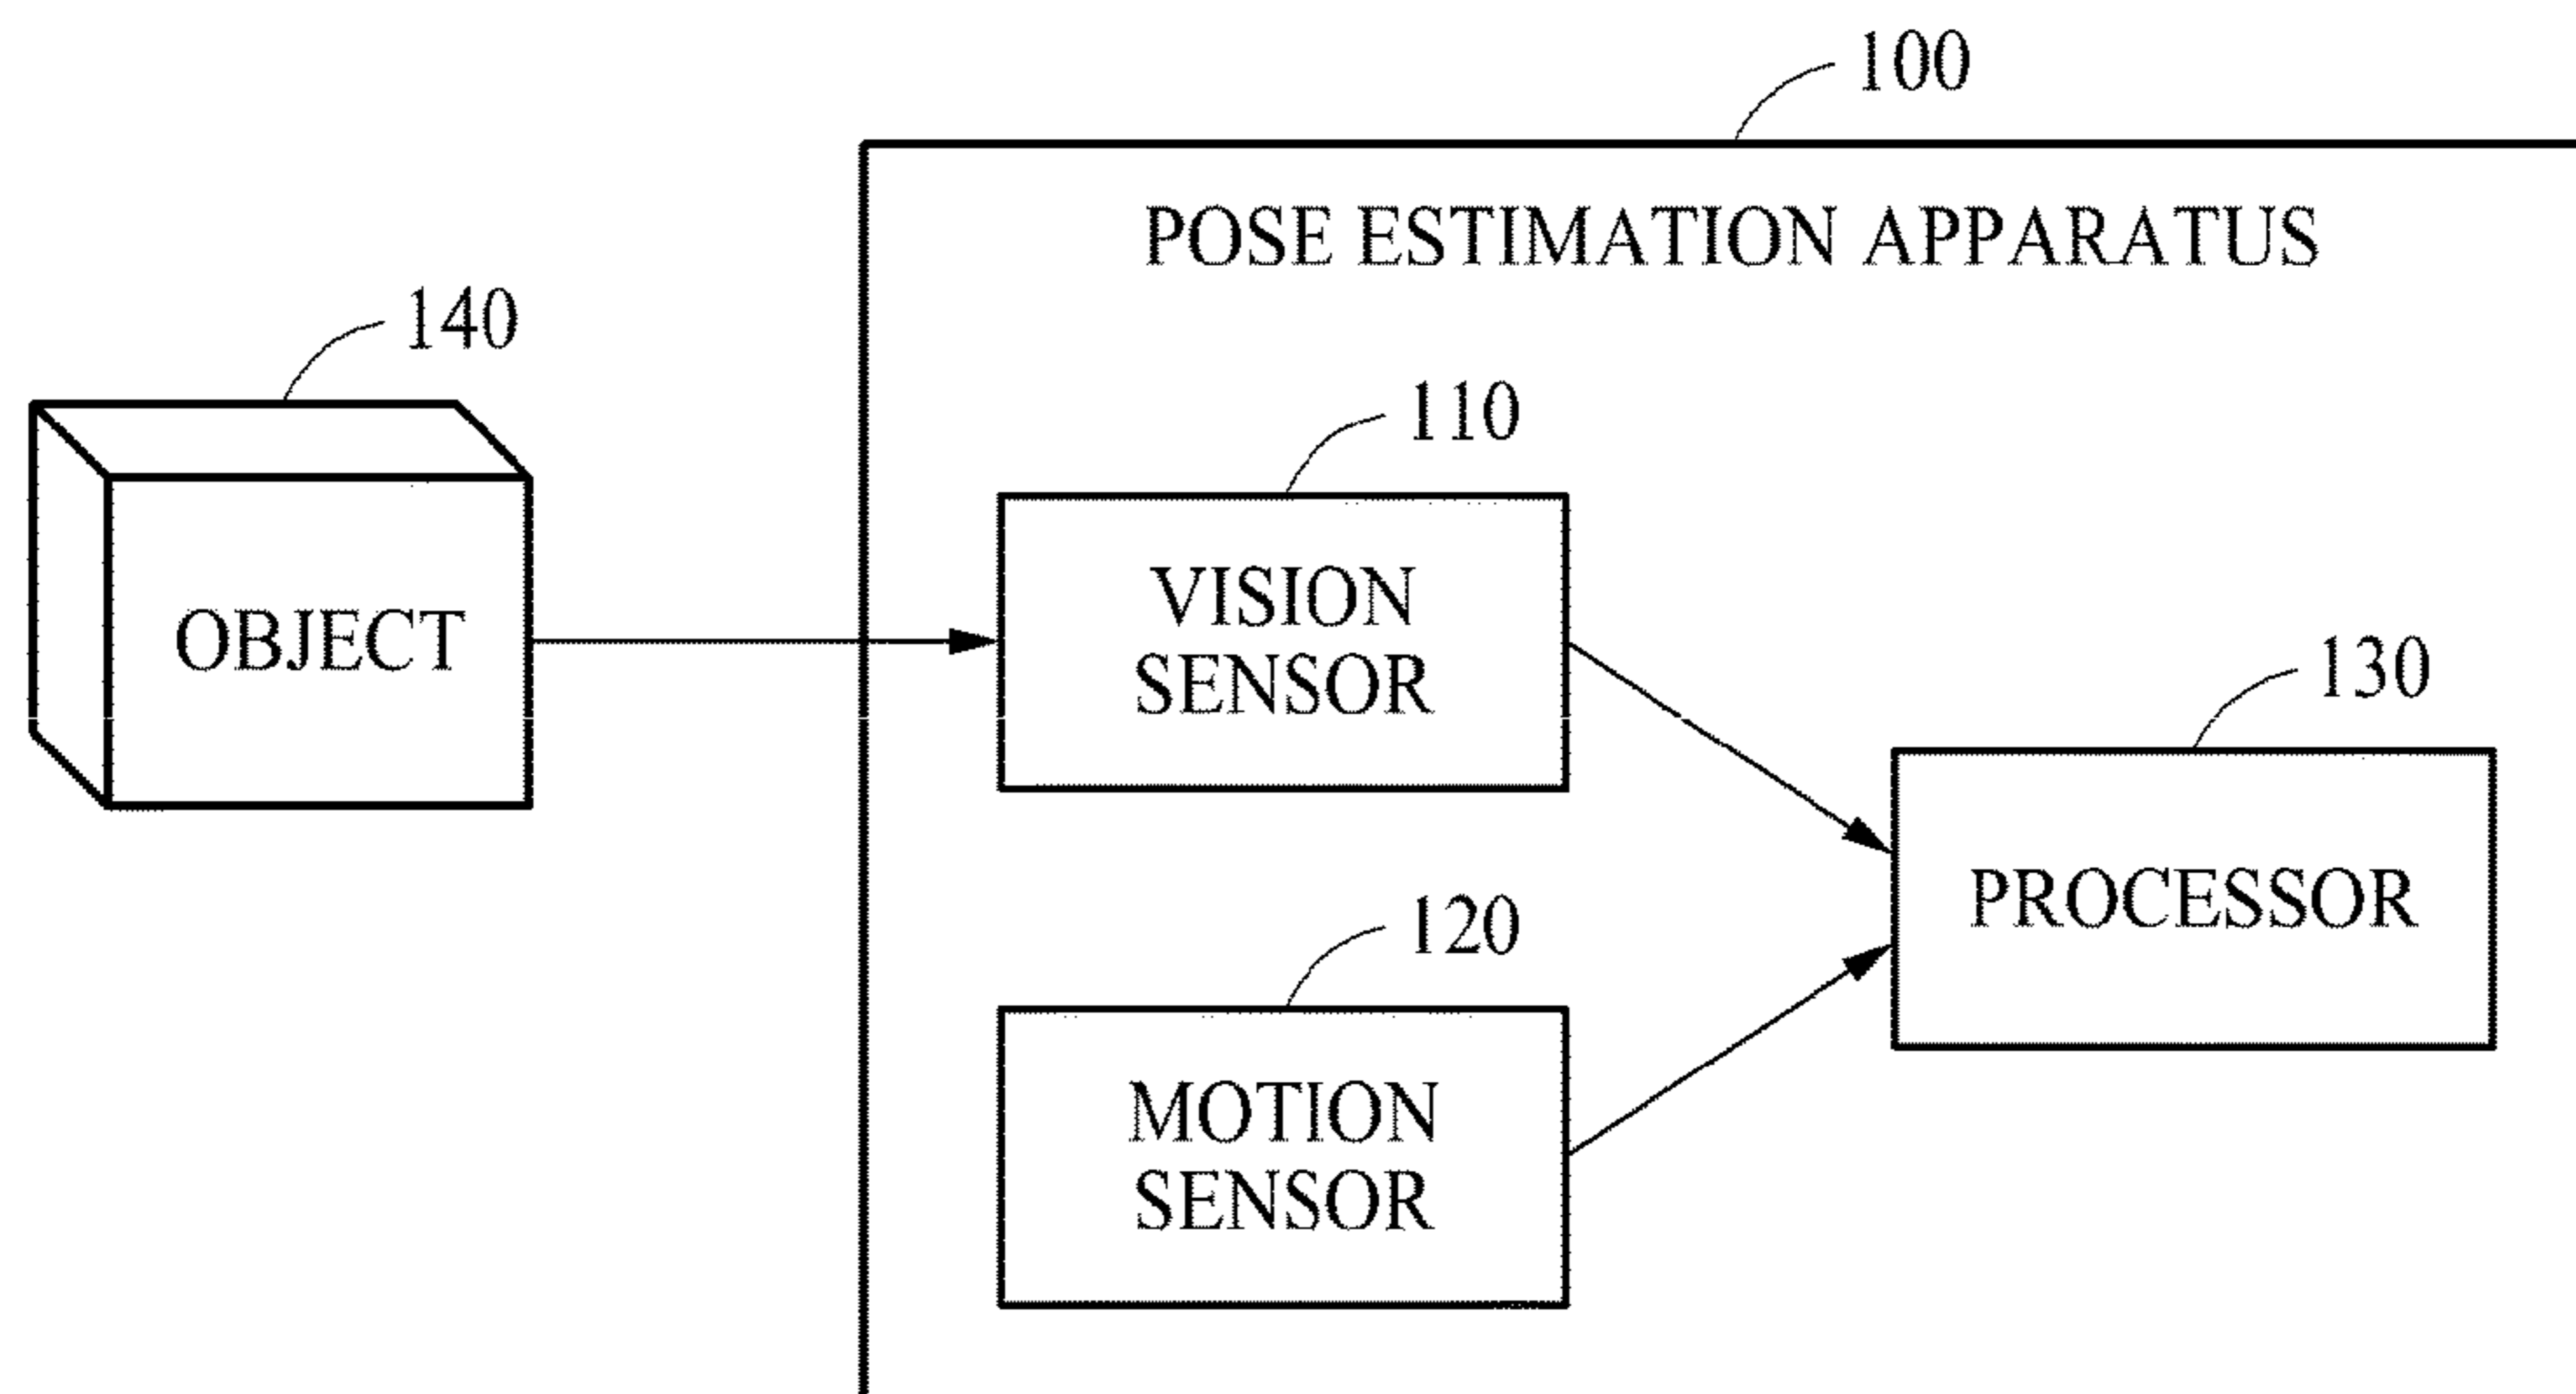 100
POSE ESTIMATION APPARATUS
140
110
OBJECT
VISION
SENSOR
130
120
PROCESSOR
MOTION
SENSOR